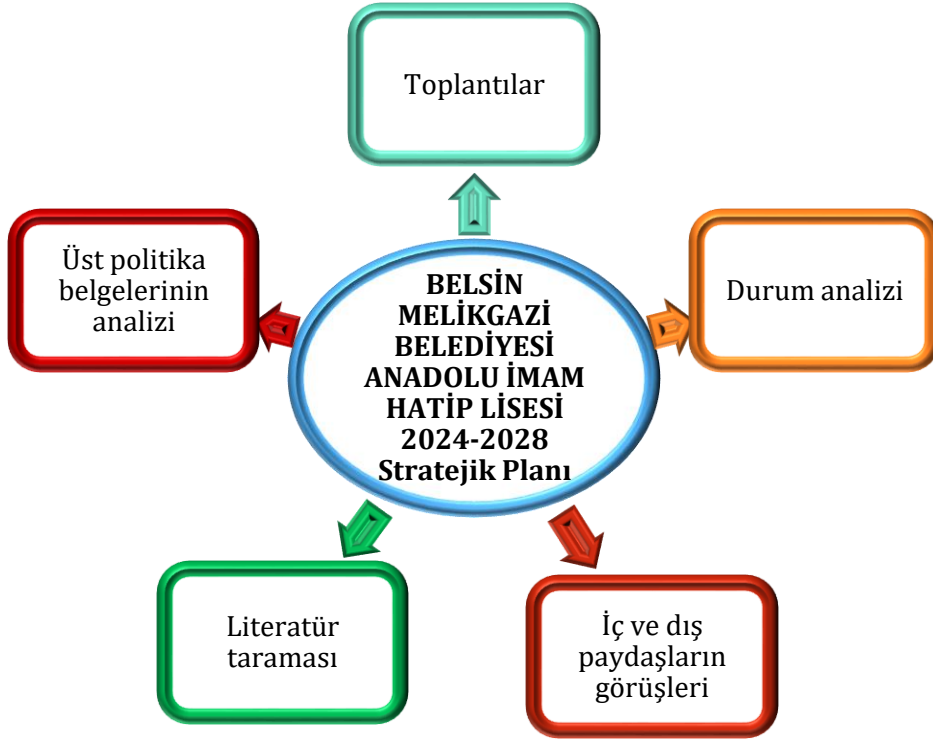 Toplantılar
Üst politika
belgelerinin
analizi
Durum analizi
BELSİN
MELİKGAZİ
BELEDİYESİ
ANADOLU İMAM
HATİP LİSESİ
2024-2028
Stratejik Planı
Literatür
taraması
İç ve dış
paydaşların
görüşleri